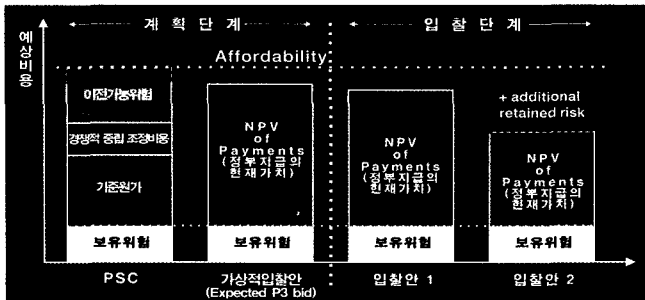 계 획 단 계
입 찰 단 계
예상비용
Affordability
이전가능위험
경쟁적 중립 조정비용
기준원가
보유위험
NPV
of
Payments
(정부지급의
현재가치)
보유위험
NPV
of
Payments
(정부지급의
현재가치)
보유위험
+ additional
retained risk
NPV
of
Payments
(정부지급의
현재가치)
보유위험
PSC
가상적입찰안
(Expected P3 bid)
입찰안 1
입찰안 2